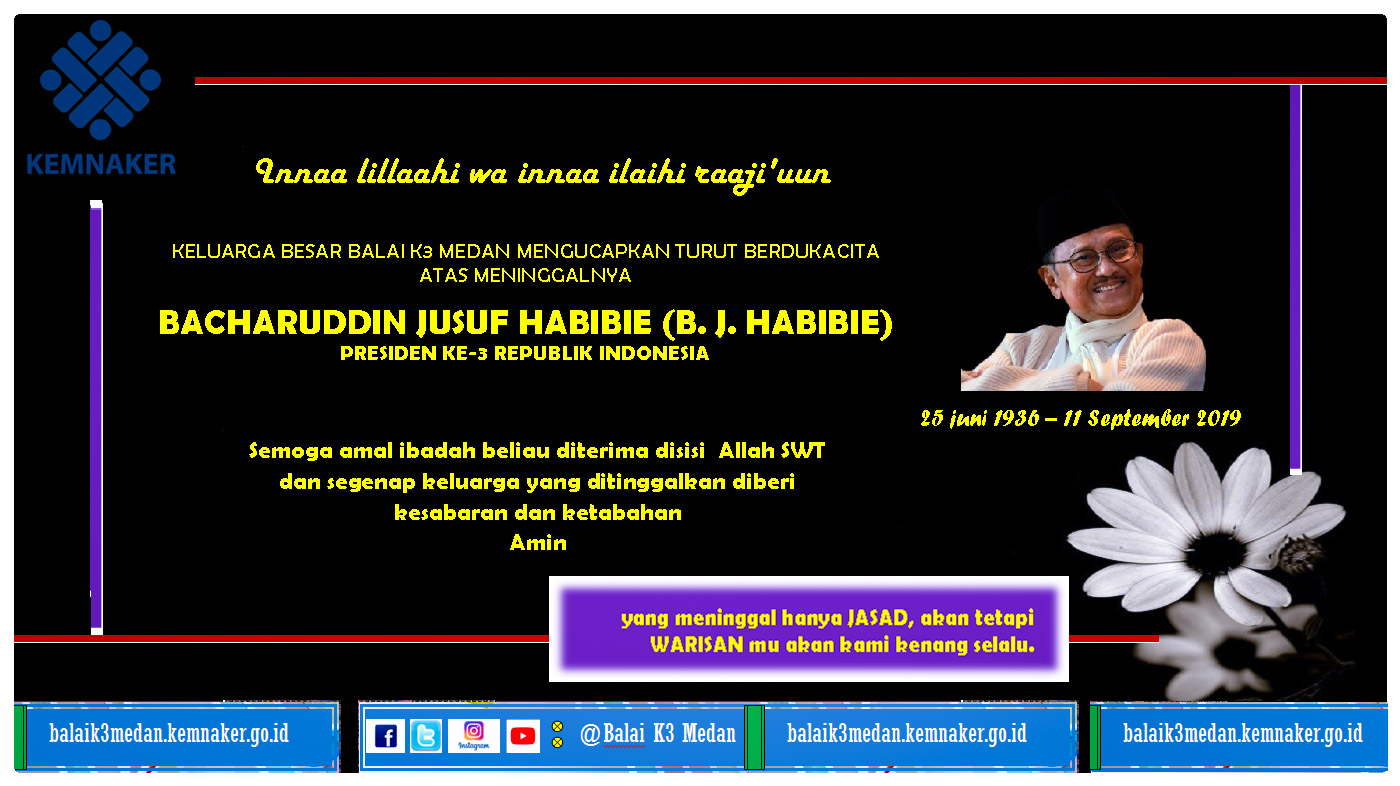 KEMNAKER
Innaa lillaahi wa innaa ilaihi raaji'uun
KELUARGA BESAR BALAI K3 MEDAN MENGUCAPKAN TURUT BERDUKACITA
ATAS MENINGGALNYA
BACHARUDDIN JUSUF HABIBIE (B. J. HABIBIE)
PRESIDEN KE-3 REPUBLIK INDONESIA
25 juni 1936 – 11 September 2019
Semoga amal ibadah beliau diterima disisi Allah SWT
dan segenap keluarga yang ditinggalkan diberi
kesabaran dan ketabahan
Amin
yang meninggal hanya JASAD, akan tetapi
WARISAN mu akan kami kenang selalu.
balaik3medan.kemnaker.go.id
Instagram
@Balai K3 Medan
balaik3medan.kemnaker.go.id
balaik3medan.kemnaker.go.id